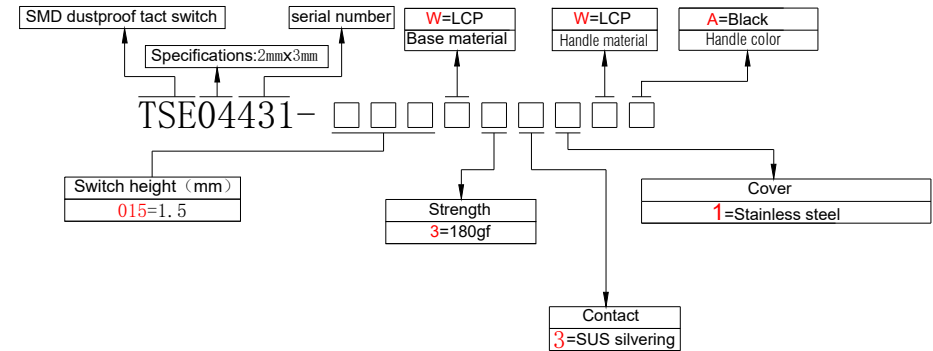 SMD dustproof tact switch
serial number
W=LCP
Base material
W=LCP
Handle material
A=Black
Handle color
Specifications:2mmx3mm
TSE04431-□□□□□□□□□
Switch height（mm）
015=1.5
Strength
3=180gf
Cover
1=Stainless steel
Contact
3=SUS silvering